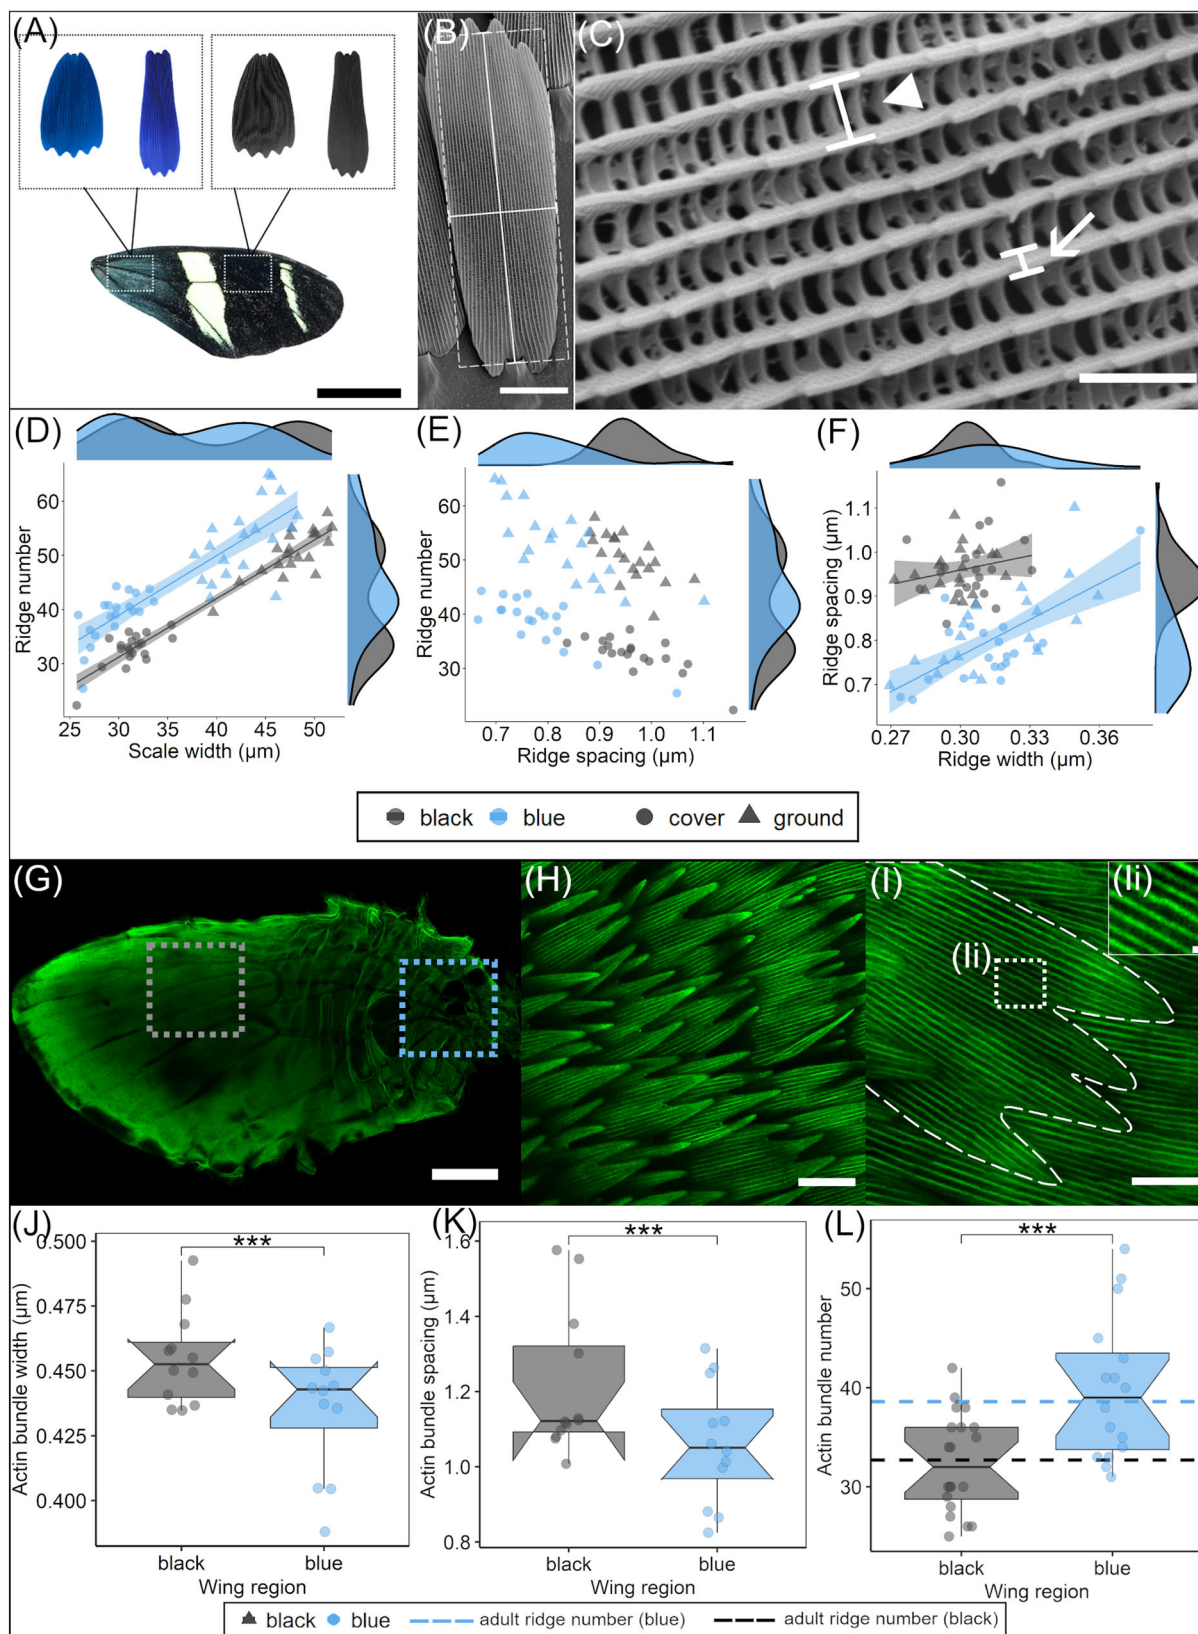 (A)
(B)
(C)
(D)
Ridge number
60
50
40
30
25 30 35 40 45 50
Scale width (µm)
(E)
Ridge number
60
50
40
30
0.7 0.8 0.9 1.0 1.1
Ridge spacing (µm)
(F)
Ridge spacing (µm)
1.1
1.0
0.9
0.8
0.7
0.27 0.30 0.33 0.36
Ridge width (µm)
black blue cover ground
(G)
(H)
(I)
(Ii)
(Ii)
(J)
***
Actin bundle width (µm)
0.500
0.475
0.450
0.425
0.400
black blue
Wing region
(K)
***
Actin bundle spacing (µm)
1.6
1.4
1.2
1.0
0.8
black blue
Wing region
(L)
***
Actin bundle number
50
40
30
black blue
Wing region
black blue adult ridge number (blue) adult ridge number (black)